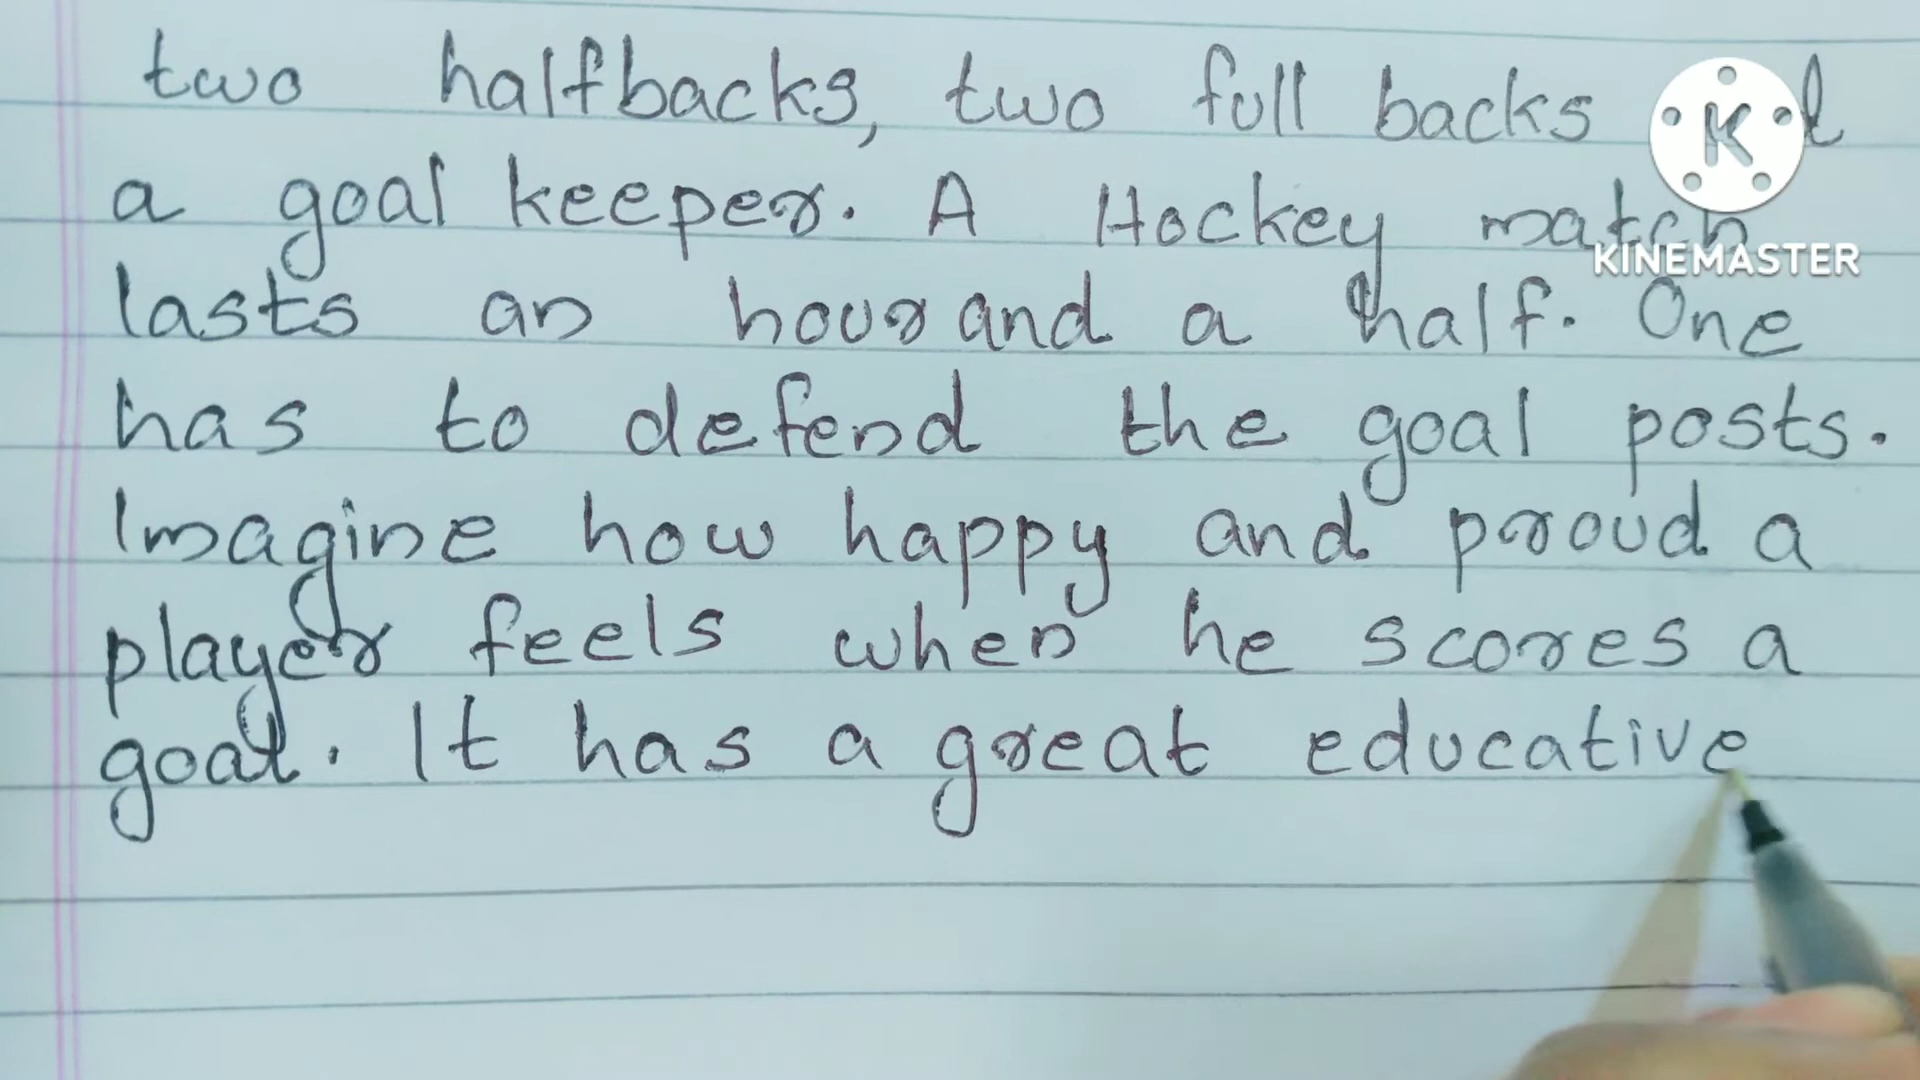 two halfbacks, two full backs
a goal keeper. A Hockey match
lasts an hour and a half. One
has to defend the goal posts.
Imagine how happy and proud a
player feels when he scores a
goal. It has a great educative
K
KINEMASTER